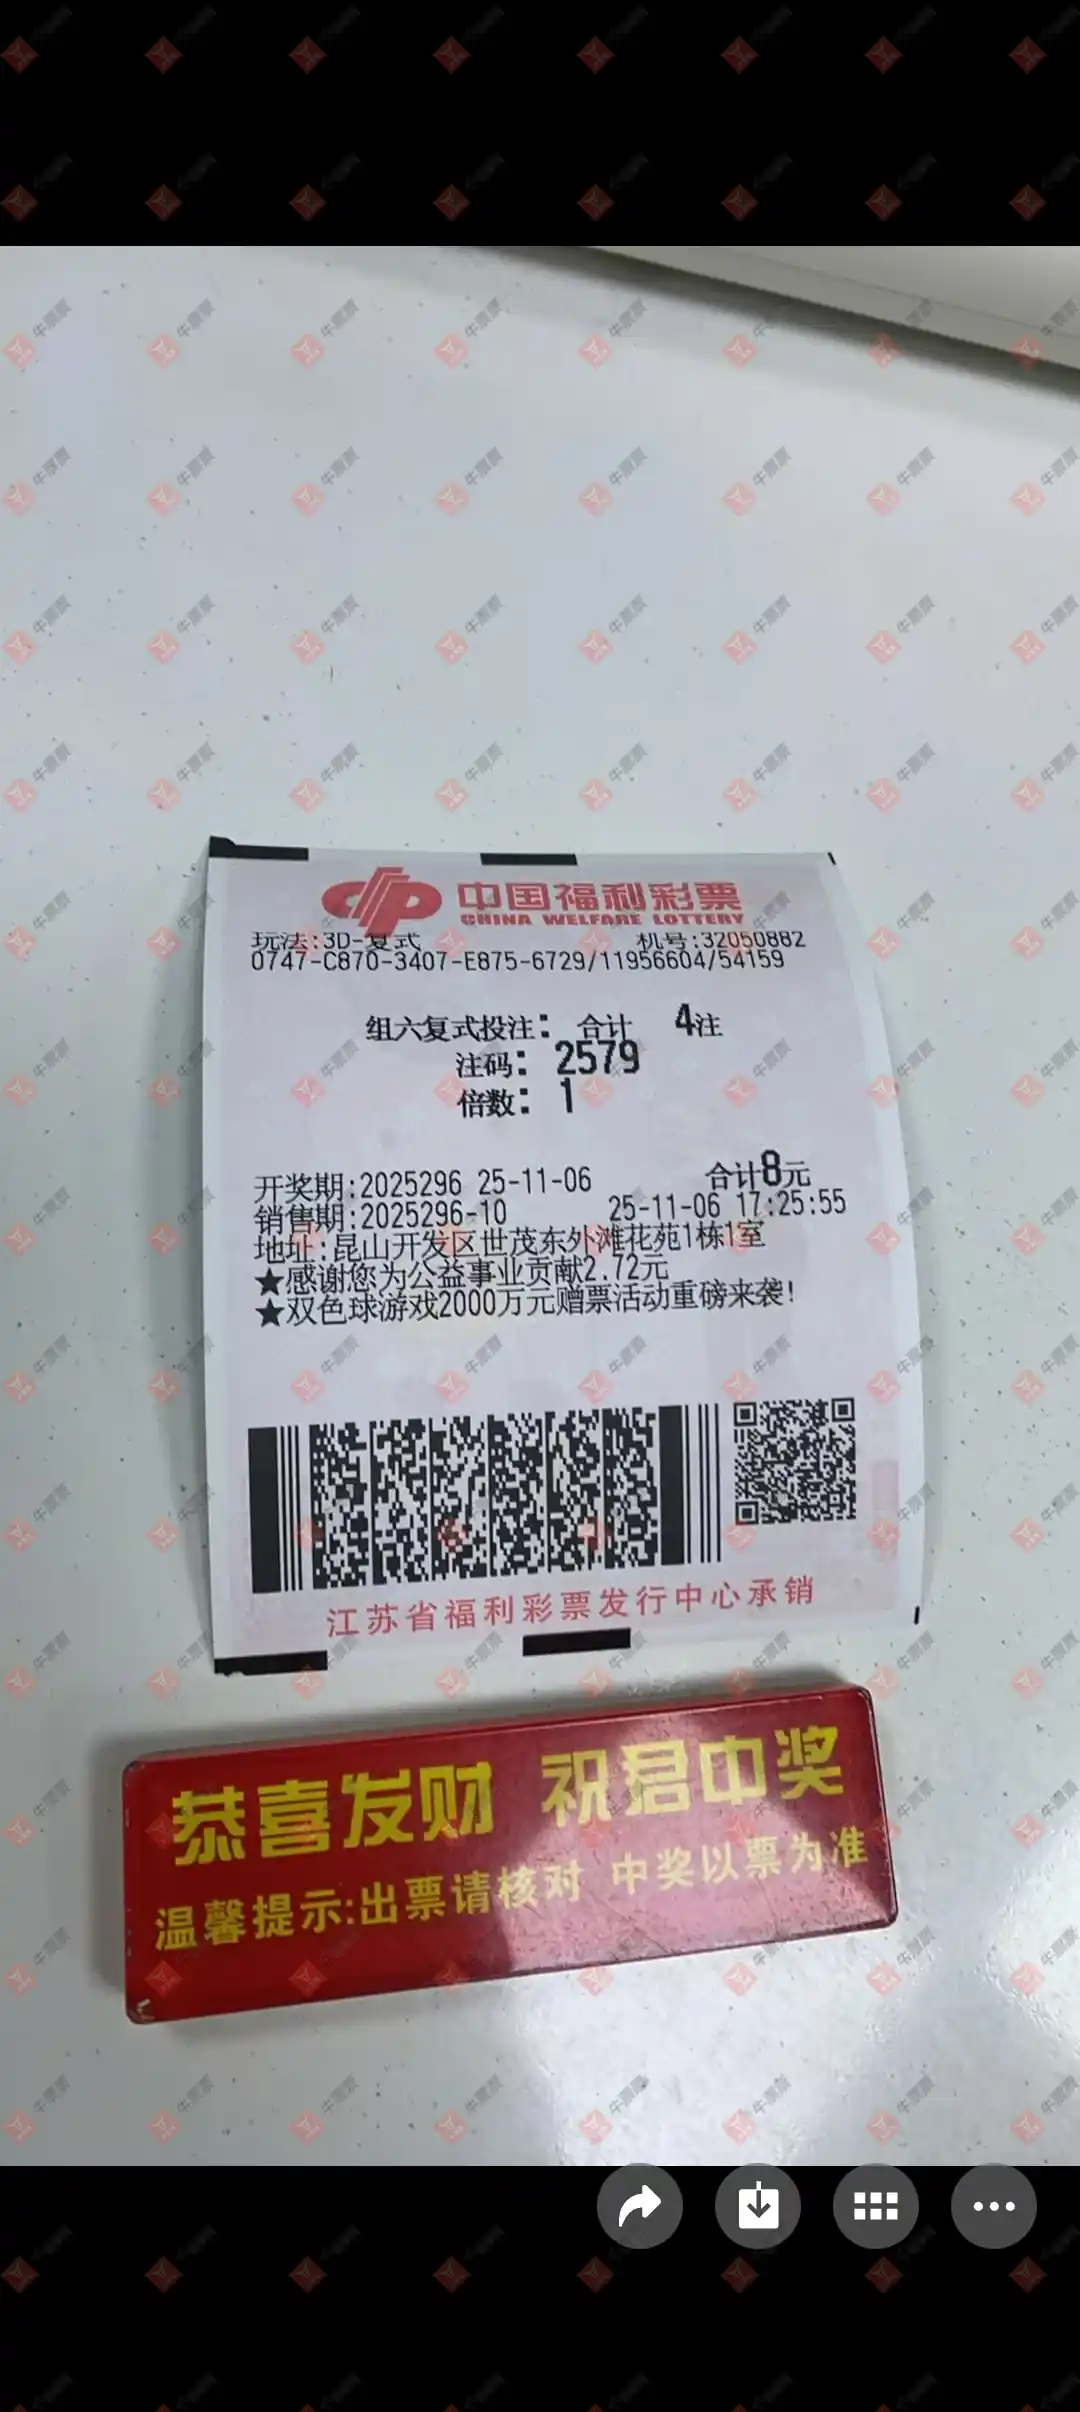 中国福利彩票
CHINA WELFARE LOTTERY
玩法:3D-复式 机号:32050882
0747-C870-3407-E875-6729/11956604/54159
组六复式投注: 合计 4注
注码: 2579
倍数: 1
合计8元
开奖期:2025296 25-11-06
销售期:2025296-10 25-11-06 17:25:55
地址:昆山开发区世茂东外滩花苑1栋1室
★感谢您为公益事业贡献2.72元
★双色球游戏2000万元赠票活动重磅来袭!
江苏省福利彩票发行中心承销
恭喜发财 祝君中奖
温馨提示:出票请核对 中奖以票为准
牛票票